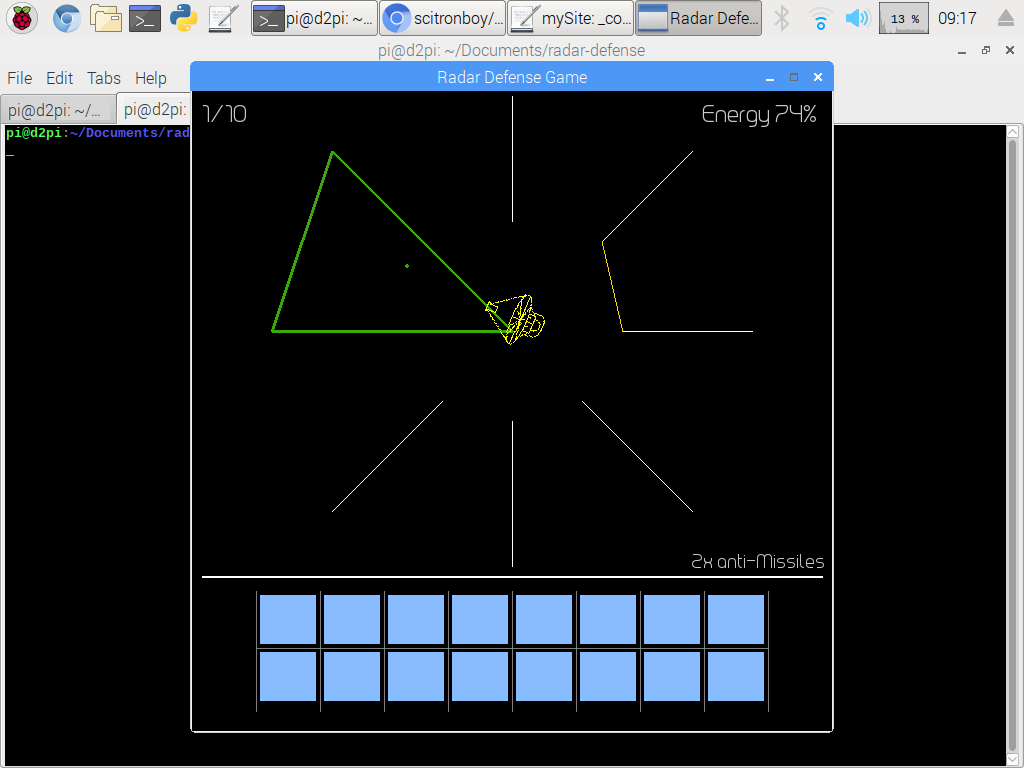 pi@d2pi: ~...
scitronboy/...
mySite: _co...
Radar Defe...
13 %
09:17
pi@d2pi: ~/Documents/radar-defense
File Edit Tabs Help
Radar Defense Game
pi@d2pi: ~/...
pi@d2pi:
pi@d2pi:~/Documents/rad
1/10
Energy 74%
2x anti-Missiles